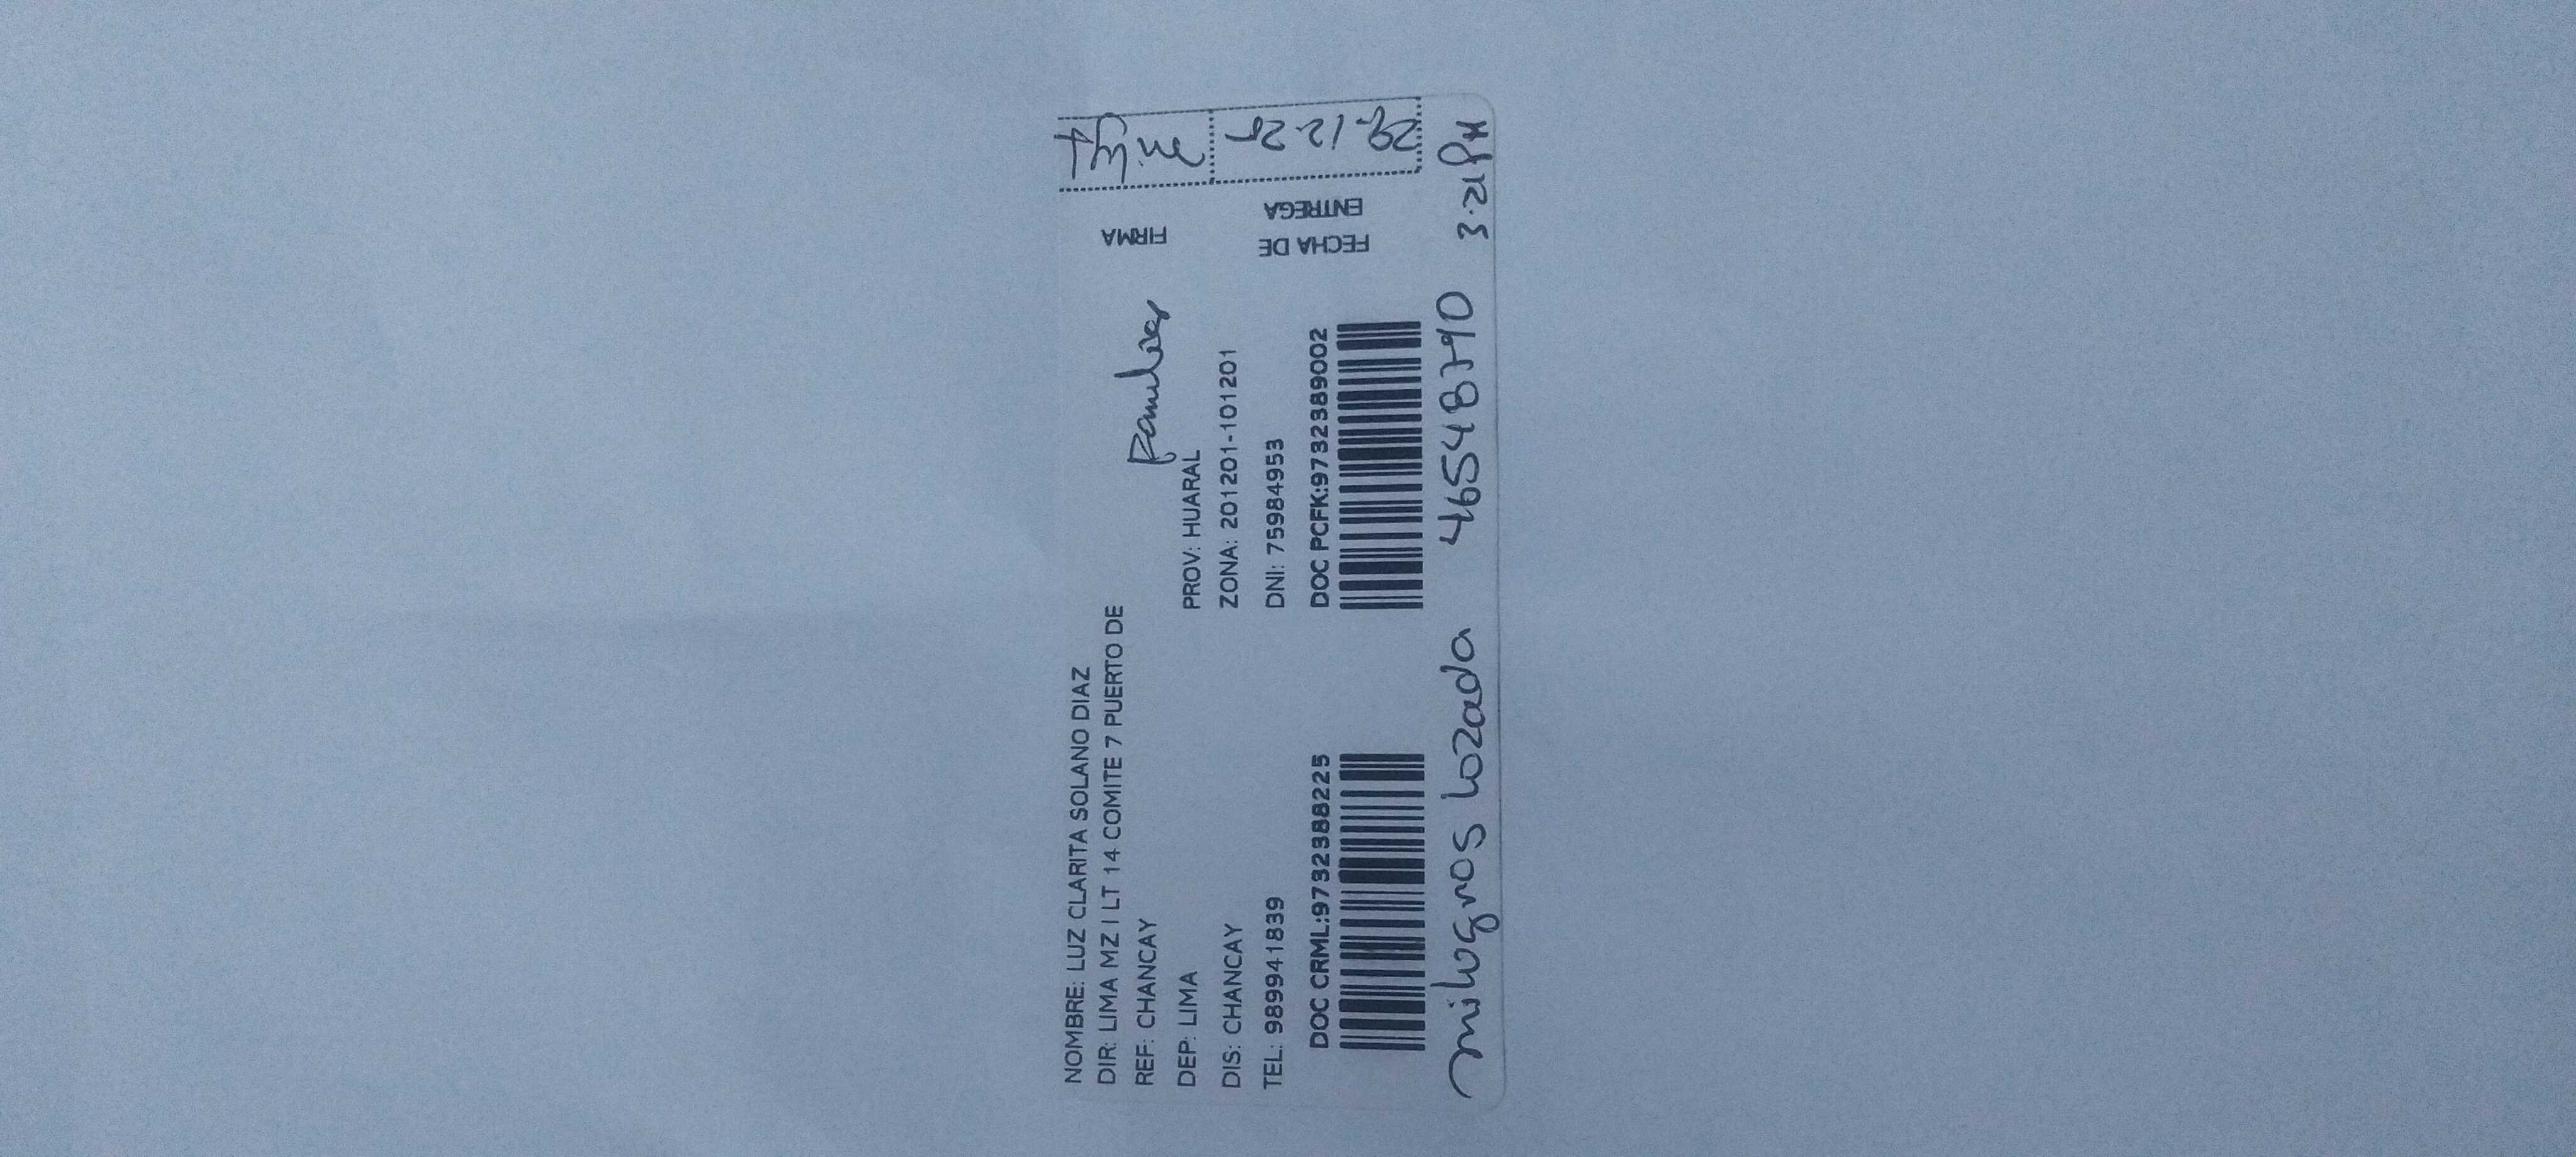 NOMBRE: LUZ CLARITA SOLANO DIAZ
DIR: LIMA MZ I LT 14 COMITE 7 PUERTO DE
REF: CHANCAY
DEP: LIMA PROV: HUARAL
DIS: CHANCAY ZONA: 201201-101201
TEL: 989941839 DNI: 75984953
DOC CRML:9732388225 DOC PCFK:9732389002
milagros Lozada 46548790 3:21 PM
FIRMA
FECHA DE
ENTREGA
29-12-25